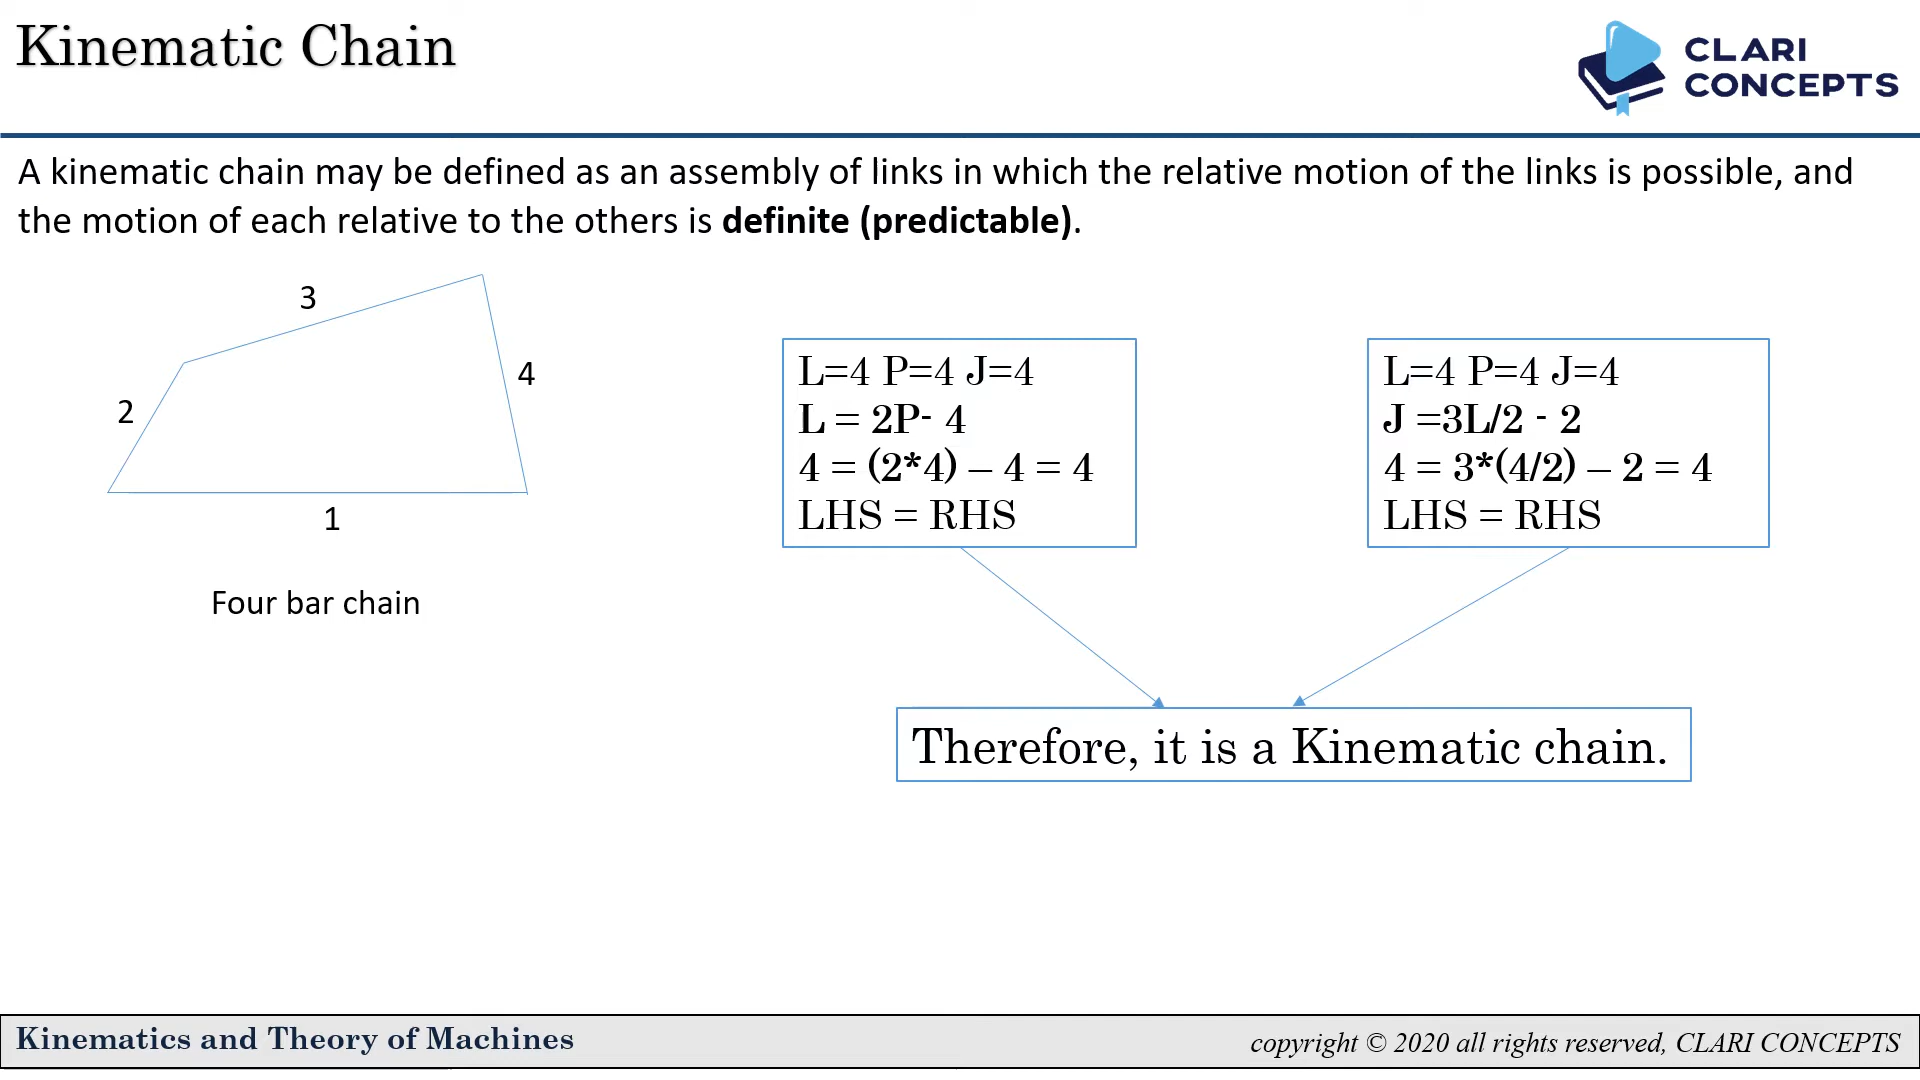 Kinematic Chain
CLARI
CONCEPTS
A kinematic chain may be defined as an assembly of links in which the relative motion of the links is possible, and
the motion of each relative to the others is definite (predictable).
3
4
2
1
Four bar chain
L=4 P=4 J=4
L = 2P- 4
4 = (2*4) – 4 = 4
LHS = RHS
L=4 P=4 J=4
J =3L/2 - 2
4 = 3*(4/2) – 2 = 4
LHS = RHS
Therefore, it is a Kinematic chain.
Kinematics and Theory of Machines
copyright © 2020 all rights reserved, CLARI CONCEPTS